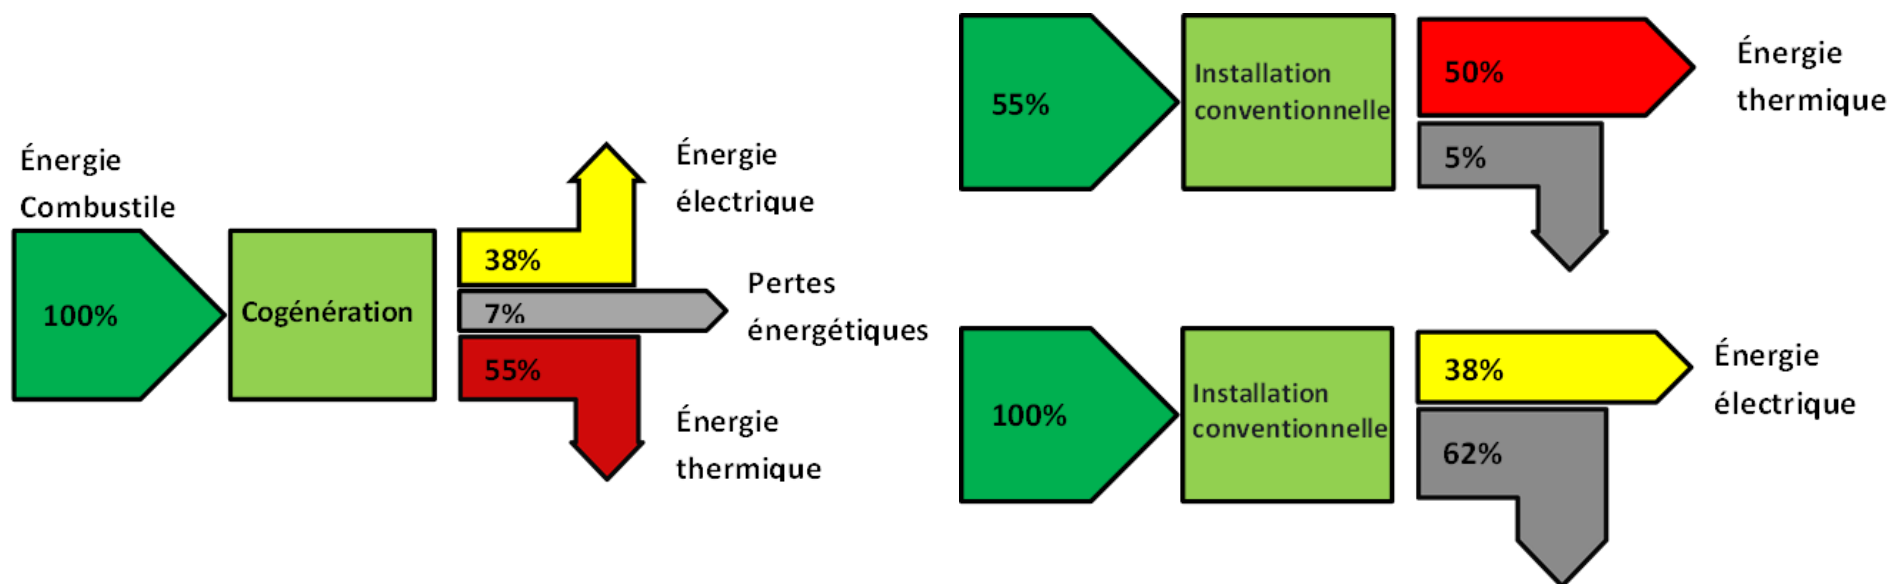 Énergie
Combustile
100%
Cogénération
38%
7%
55%
Énergie
électrique
Pertes
énergétiques
Énergie
thermique
55%
Installation
conventionnelle
50%
5%
Énergie
thermique
100%
Installation
conventionnelle
38%
62%
Énergie
électrique